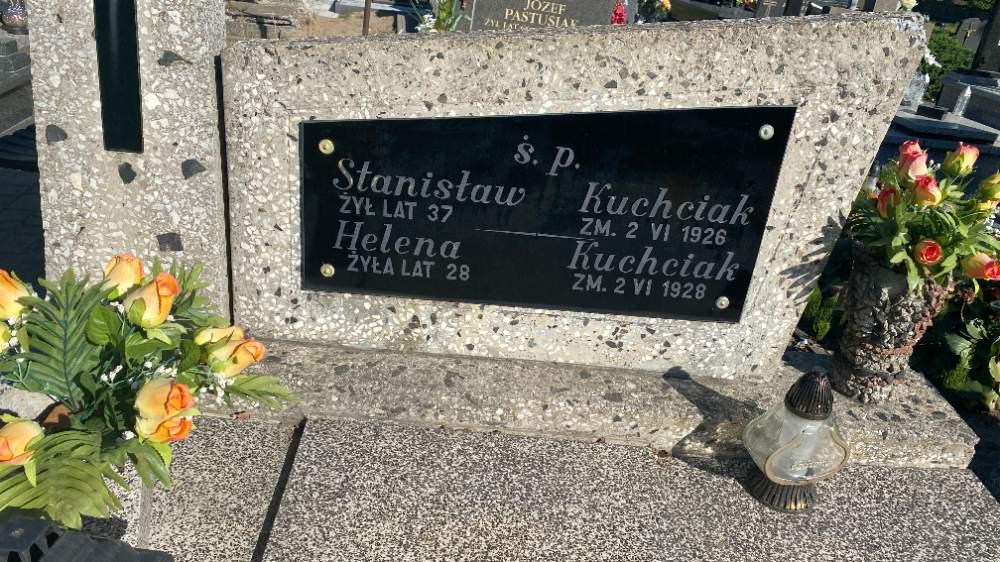 JÓZEF
PASTUSIAK
ś. p.
Stanisław Kuchciak
ŻYŁ LAT 37 ZM. 2 VI 1926
Helena Kuchciak
ŻYŁA LAT 28 ZM. 2 VI 1928